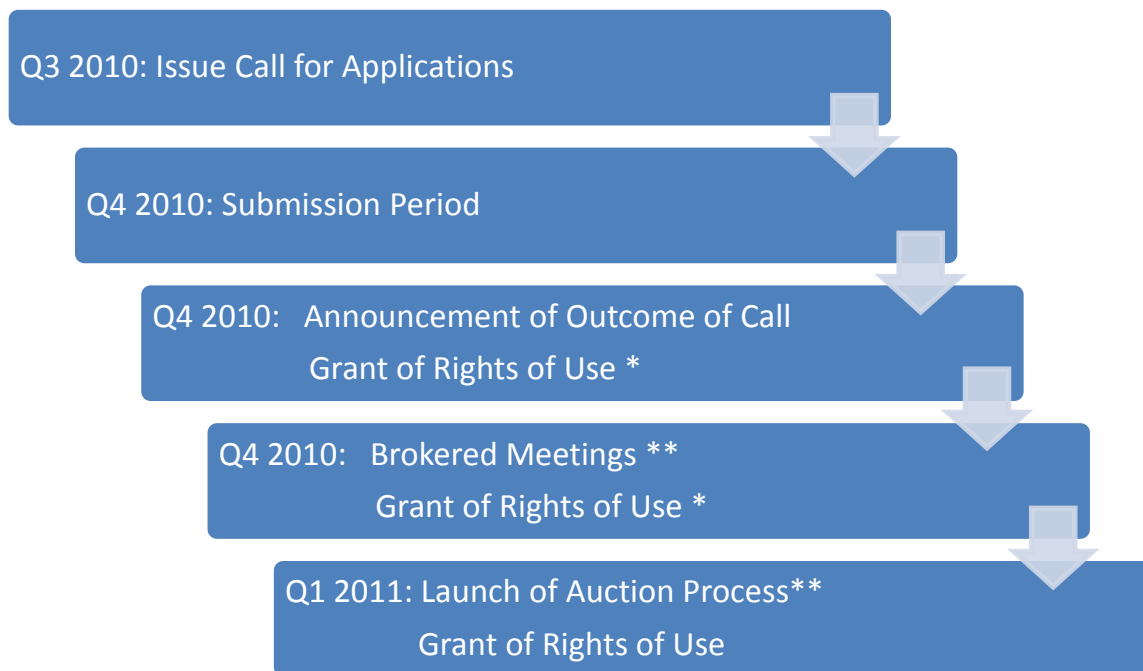 Q3 2010: Issue Call for Applications
Q4 2010: Submission Period
Q4 2010: Announcement of Outcome of Call
Grant of Rights of Use *
Q4 2010: Brokered Meetings **
Grant of Rights of Use *
Q1 2011: Launch of Auction Process**
Grant of Rights of Use